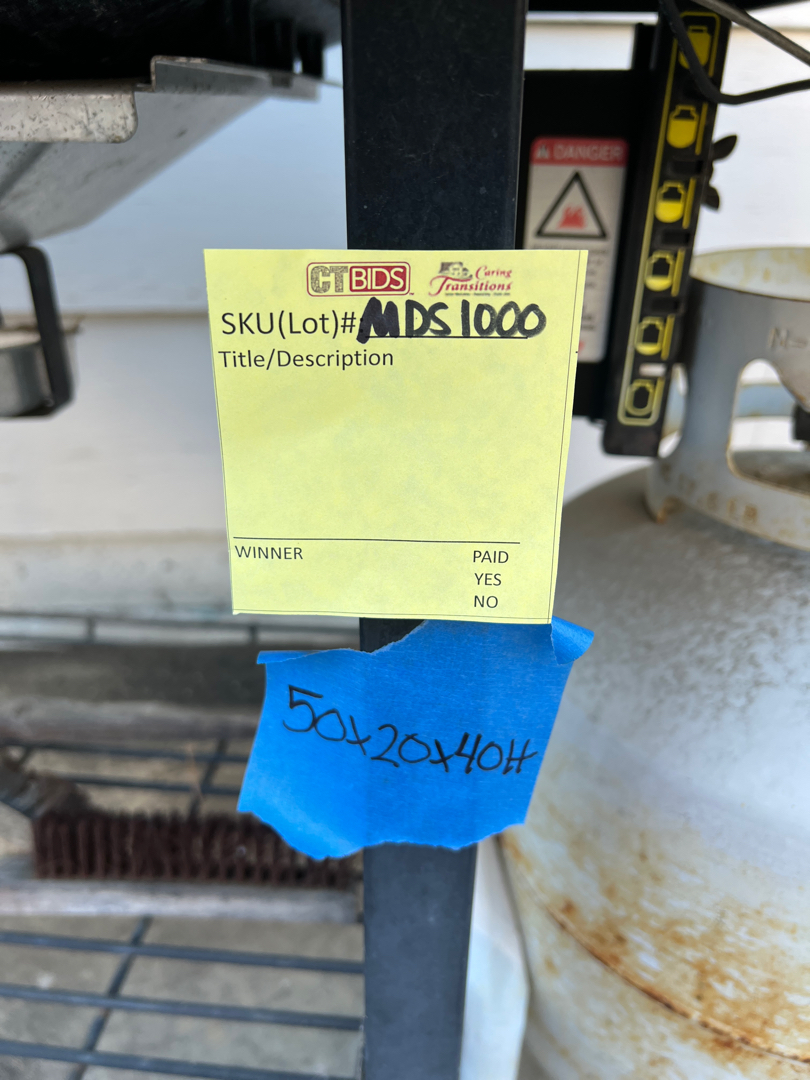 DANGER
CTBIDS
Caring Transitions
SKU(Lot)# MDS1000
Title/Description
WINNER
PAID
YES
NO
50x20x40H